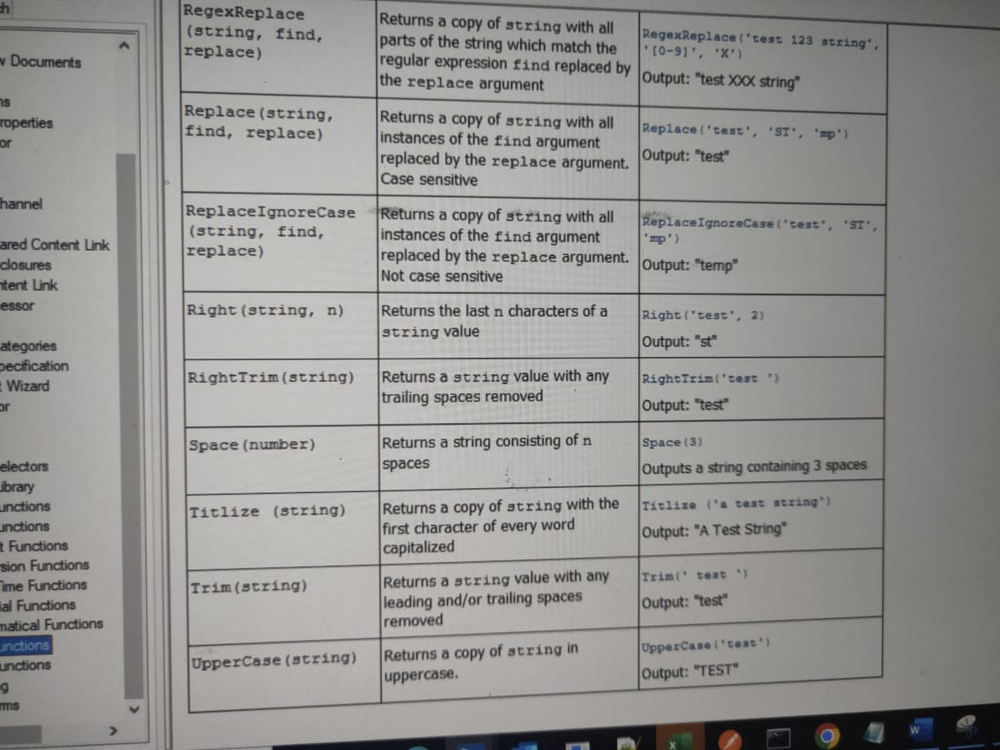 Documents
roperties
or
hannel
ared Content Link
closures
ntent Link
essor
ategories
pecification
Wizard
or
electors
ibrary
unctions
unctions
t Functions
sion Functions
ime Functions
ial Functions
matical Functions
unctions
unctions
g
ms
RegexReplace
(string, find,
replace)
Returns a copy of string with all
parts of the string which match the
regular expression find replaced by
the replace argument
RegexReplace('test 123 string',
'[0-9]', 'X')
Output: "test XXX string"
Replace(string,
find, replace)
Returns a copy of string with all
instances of the find argument
replaced by the replace argument.
Case sensitive
Replace('test', 'ST', 'mp')
Output: "test"
ReplaceIgnoreCase
(string, find,
replace)
Returns a copy of string with all
instances of the find argument
replaced by the replace argument.
Not case sensitive
ReplaceIgnoreCase('test', 'ST',
'mp')
Output: "temp"
Right(string, n)
Returns the last n characters of a
string value
Right('test', 2)
Output: "st"
RightTrim(string)
Returns a string value with any
trailing spaces removed
RightTrim('test ')
Output: "test"
Space(number)
Returns a string consisting of n
spaces
Space(3)
Outputs a string containing 3 spaces
Titlize (string)
Returns a copy of string with the
first character of every word
capitalized
Titlize ('a test string')
Output: "A Test String"
Trim(string)
Returns a string value with any
leading and/or trailing spaces
removed
Trim(' test ')
Output: "test"
UpperCase(string)
Returns a copy of string in
uppercase.
UpperCase('test')
Output: "TEST"